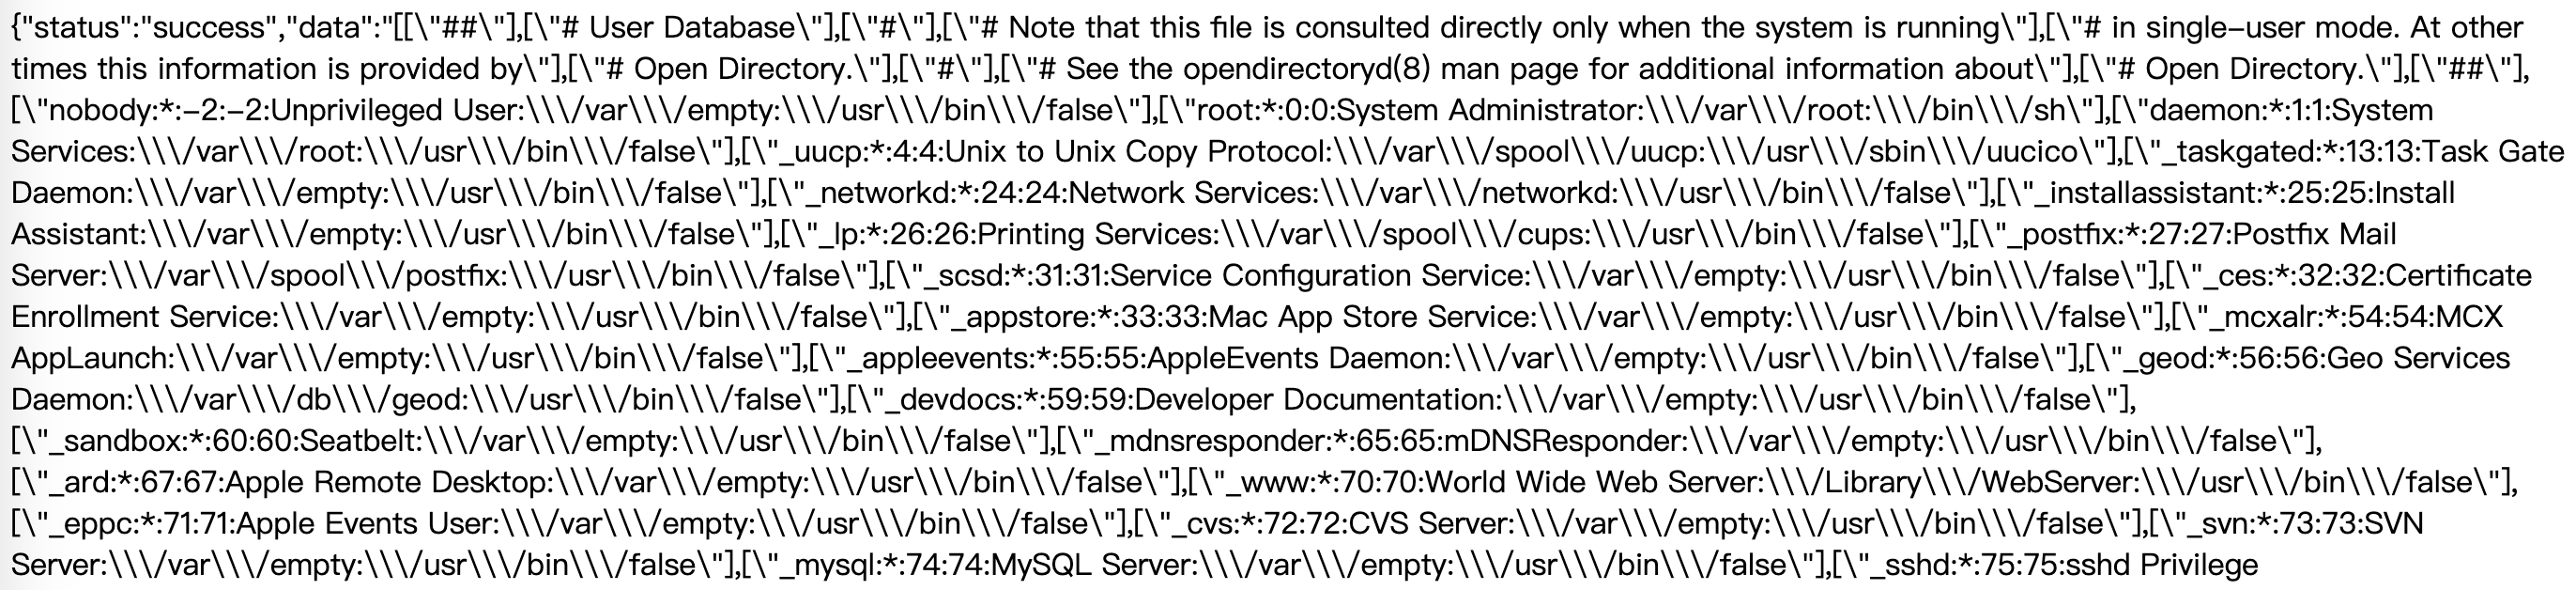 {"status":"success","data":"[[\"##\"],[\"# User Database\"],[\"#\"],[\"# Note that this file is consulted directly only when the system is running\"],[\"# in single-user mode. At other
times this information is provided by\"],[\"# Open Directory.\"],[\"#\"],[\"# See the opendirectoryd(8) man page for additional information about\"],[\"# Open Directory.\"],[\"##\"],
[\"nobody:*:-2:-2:Unprivileged User:\\\/var\\\/empty:\\\/usr\\\/bin\\\/false\"],[\"root:*:0:0:System Administrator:\\\/var\\\/root:\\\/bin\\\/sh\"],[\"daemon:*:1:1:System
Services:\\\/var\\\/root:\\\/usr\\\/bin\\\/false\"],[\"_uucp:*:4:4:Unix to Unix Copy Protocol:\\\/var\\\/spool\\\/uucp:\\\/usr\\\/sbin\\\/uucico\"],[\"_taskgated:*:13:13:Task Gate
Daemon:\\\/var\\\/empty:\\\/usr\\\/bin\\\/false\"],[\"_networkd:*:24:24:Network Services:\\\/var\\\/networkd:\\\/usr\\\/bin\\\/false\"],[\"_installassistant:*:25:25:Install
Assistant:\\\/var\\\/empty:\\\/usr\\\/bin\\\/false\"],[\"_lp:*:26:26:Printing Services:\\\/var\\\/spool\\\/cups:\\\/usr\\\/bin\\\/false\"],[\"_postfix:*:27:27:Postfix Mail
Server:\\\/var\\\/spool\\\/postfix:\\\/usr\\\/bin\\\/false\"],[\"_scsd:*:31:31:Service Configuration Service:\\\/var\\\/empty:\\\/usr\\\/bin\\\/false\"],[\"_ces:*:32:32:Certificate
Enrollment Service:\\\/var\\\/empty:\\\/usr\\\/bin\\\/false\"],[\"_appstore:*:33:33:Mac App Store Service:\\\/var\\\/empty:\\\/usr\\\/bin\\\/false\"],[\"_mcxalr:*:54:54:MCX
AppLaunch:\\\/var\\\/empty:\\\/usr\\\/bin\\\/false\"],[\"_appleevents:*:55:55:AppleEvents Daemon:\\\/var\\\/empty:\\\/usr\\\/bin\\\/false\"],[\"_geod:*:56:56:Geo Services
Daemon:\\\/var\\\/db\\\/geod:\\\/usr\\\/bin\\\/false\"],[\"_devdocs:*:59:59:Developer Documentation:\\\/var\\\/empty:\\\/usr\\\/bin\\\/false\"],
[\"_sandbox:*:60:60:Seatbelt:\\\/var\\\/empty:\\\/usr\\\/bin\\\/false\"],[\"_mdnsresponder:*:65:65:mDNSResponder:\\\/var\\\/empty:\\\/usr\\\/bin\\\/false\"],
[\"_ard:*:67:67:Apple Remote Desktop:\\\/var\\\/empty:\\\/usr\\\/bin\\\/false\"],[\"_www:*:70:70:World Wide Web Server:\\\/Library\\\/WebServer:\\\/usr\\\/bin\\\/false\"],
[\"_eppc:*:71:71:Apple Events User:\\\/var\\\/empty:\\\/usr\\\/bin\\\/false\"],[\"_cvs:*:72:72:CVS Server:\\\/var\\\/empty:\\\/usr\\\/bin\\\/false\"],[\"_svn:*:73:73:SVN
Server:\\\/var\\\/empty:\\\/usr\\\/bin\\\/false\"],[\"_mysql:*:74:74:MySQL Server:\\\/var\\\/empty:\\\/usr\\\/bin\\\/false\"],[\"_sshd:*:75:75:sshd Privilege